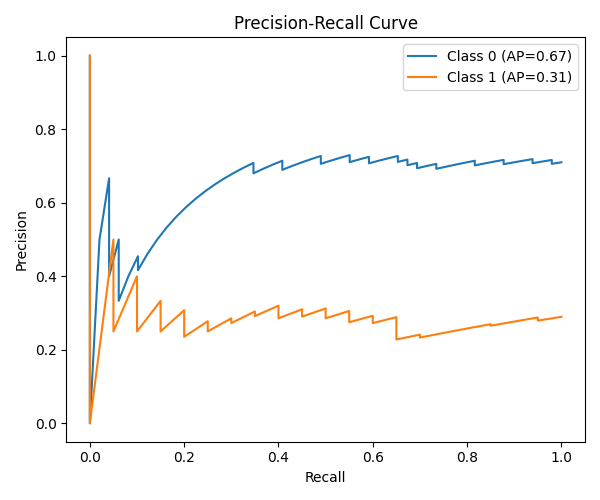 Precision-Recall Curve
Class 0 (AP=0.67)
Class 1 (AP=0.31)
Precision
1.0
0.8
0.6
0.4
0.2
0.0
0.0 0.2 0.4 0.6 0.8 1.0
Recall